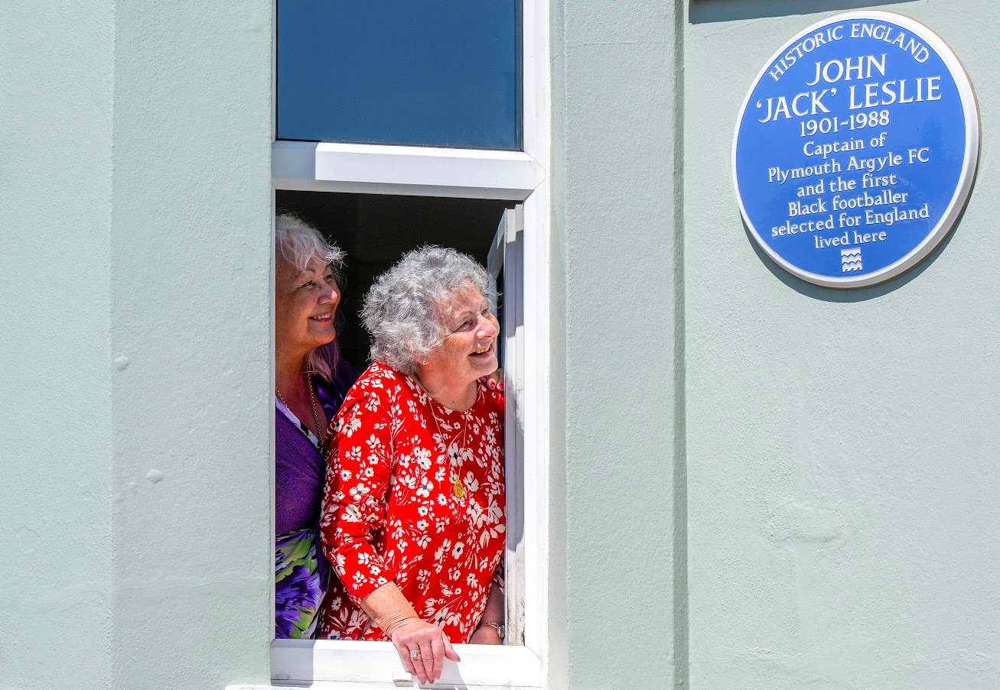 HISTORIC ENGLAND
JOHN
‘JACK’ LESLIE
1901-1988
Captain of
Plymouth Argyle FC
and the first
Black footballer
selected for England
lived here